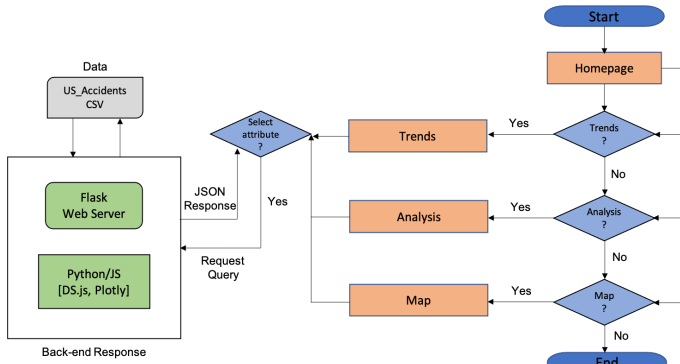 Start
Data
Homepage
US_Accidents
CSV
Select
attribute
?
Trends
Yes
Trends
?
No
Flask
Web Server
JSON
Response
Yes
Analysis
Yes
Analysis
?
No
Request
Query
Python/JS
[DS.js, Plotly]
Map
Yes
Map
?
No
Back-end Response
End